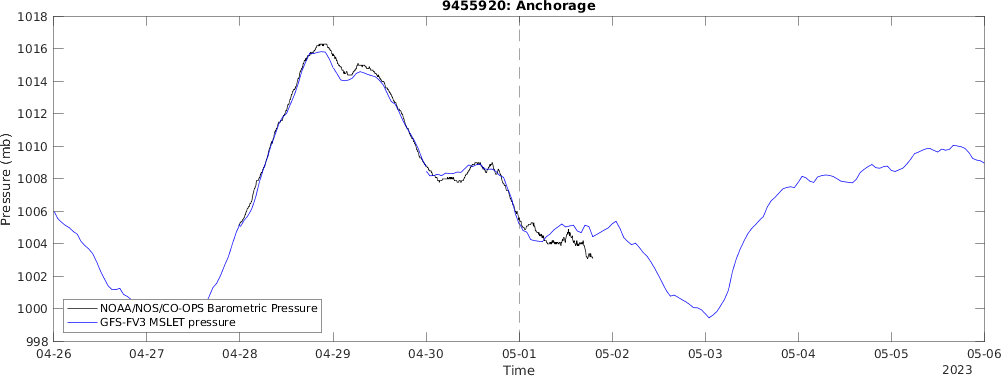 9455920: Anchorage
1018
1016
1014
1012
1010
1008
1006
1004
1002
1000
998
Pressure (mb)
NOAA/NOS/CO-OPS Barometric Pressure
GFS-FV3 MSLET pressure
04-26 04-27 04-28 04-29 04-30 05-01 05-02 05-03 05-04 05-05 05-06
Time
2023